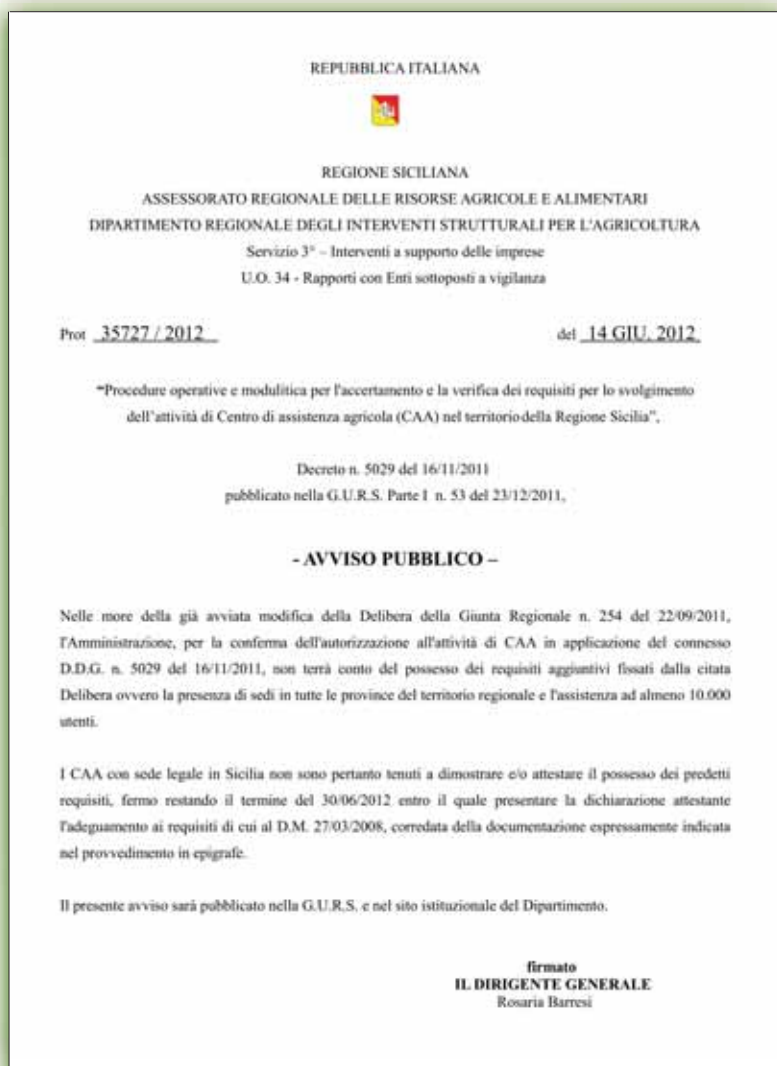 REPUBBLICA ITALIANA
REGIONE SICILIANA
ASSESSORATO REGIONALE DELLE RISORSE AGRICOLE E ALIMENTARI
DIPARTIMENTO REGIONALE DEGLI INTERVENTI STRUTTURALI PER L'AGRICOLTURA
Servizio 3° – Interventi a supporto delle imprese
U.O. 34 - Rapporti con Enti sottoposti a vigilanza
Prot 35727 / 2012 del 14 GIU. 2012
"Procedure operative e modulitica per l'accertamento e la verifica dei requisiti per lo svolgimento
dell'attività di Centro di assistenza agricola (CAA) nel territorio della Regione Sicilia",
Decreto n. 5029 del 16/11/2011
pubblicato nella G.U.R.S. Parte I n. 53 del 23/12/2011,
- AVVISO PUBBLICO –
Nelle more della già avviata modifica della Delibera della Giunta Regionale n. 254 del 22/09/2011,
l'Amministrazione, per la conferma dell'autorizzazione all'attività di CAA in applicazione del connesso
D.D.G. n. 5029 del 16/11/2011, non terrà conto del possesso dei requisiti aggiuntivi fissati dalla citata
Delibera ovvero la presenza di sedi in tutte le province del territorio regionale e l'assistenza ad almeno 10.000
utenti.
I CAA con sede legale in Sicilia non sono pertanto tenuti a dimostrare e/o attestare il possesso dei predetti
requisiti, fermo restando il termine del 30/06/2012 entro il quale presentare la dichiarazione attestante
l'adeguamento ai requisiti di cui al D.M. 27/03/2008, corredata della documentazione espressamente indicata
nel provvedimento in epigrafe.
Il presente avviso sarà pubblicato nella G.U.R.S. e nel sito istituzionale del Dipartimento.
firmato
IL DIRIGENTE GENERALE
Rosaria Barresi